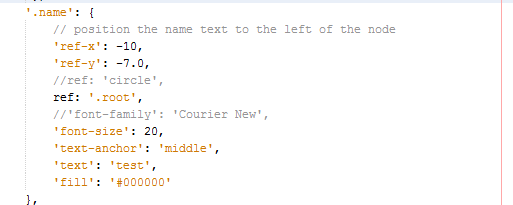 '.name': {
// position the name text to the left of the node
'ref-x': -10,
'ref-y': -7.0,
//ref: 'circle',
ref: '.root',
//'font-family': 'Courier New',
'font-size': 20,
'text-anchor': 'middle',
'text': 'test',
'fill': '#000000'
},